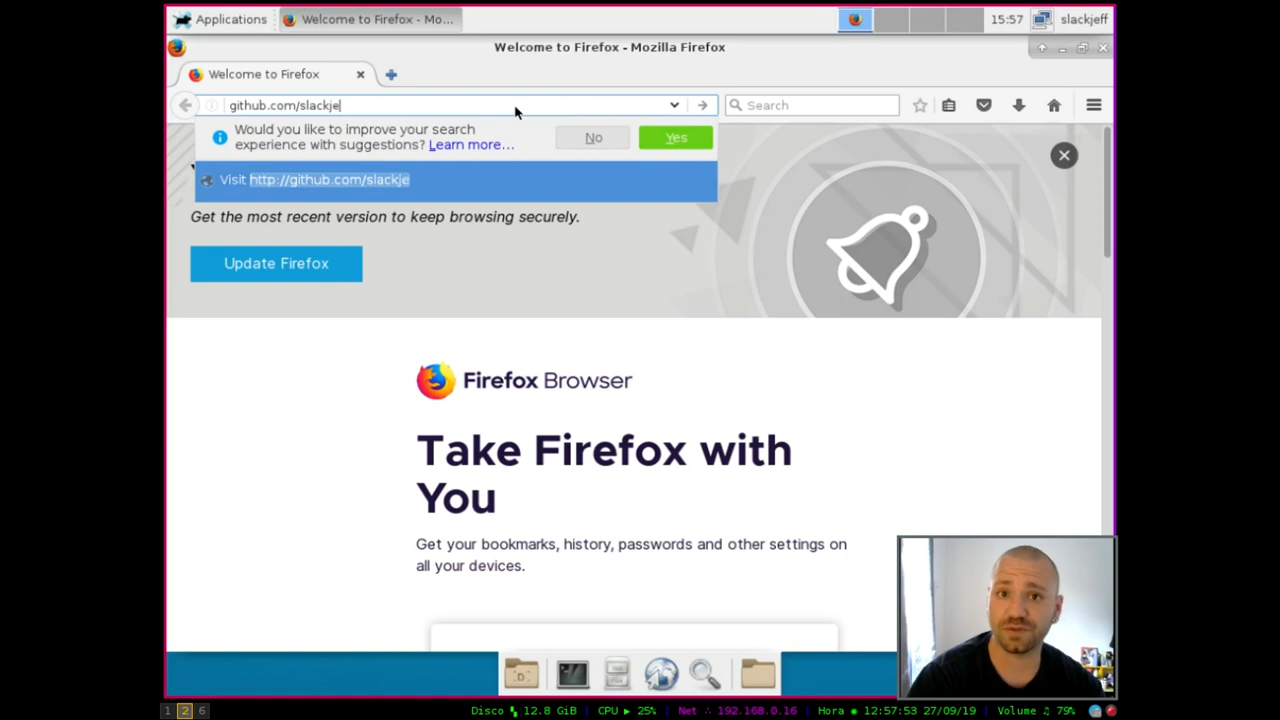 Applications
Welcome to Firefox - Mo...
15:57
slackjeff
Welcome to Firefox - Mozilla Firefox
Welcome to Firefox
github.com/slackje
Search
Would you like to improve your search
experience with suggestions? Learn more...
No
Yes
Visit http://github.com/slackje
Get the most recent version to keep browsing securely.
Update Firefox
Firefox Browser
Take Firefox with
You
Get your bookmarks, history, passwords and other settings on
all your devices.
1 2 6
Disco 12.8 GiB
CPU ▶ 25%
Net ∴ 192.168.0.16
Hora ◉ 12:57:53 27/09/19
Volume ♫ 79%